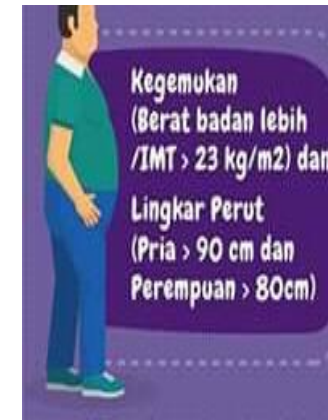 Kegemukan
(Berat badan lebih
/IMT > 23 kg/m2) dan
Lingkar Perut
(Pria > 90 cm dan
Perempuan > 80cm)